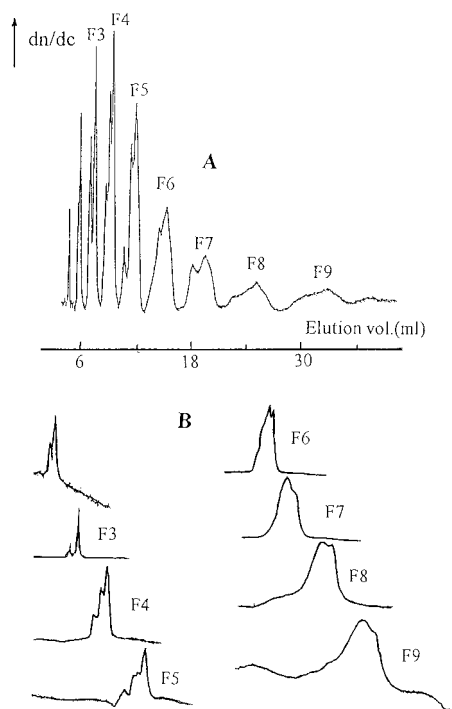 dn/dc
F3
F4
F5
A
F6
F7
F8
F9
Elution vol.(ml)
6 18 30
B
F6
F7
F3
F8
F4
F9
F5